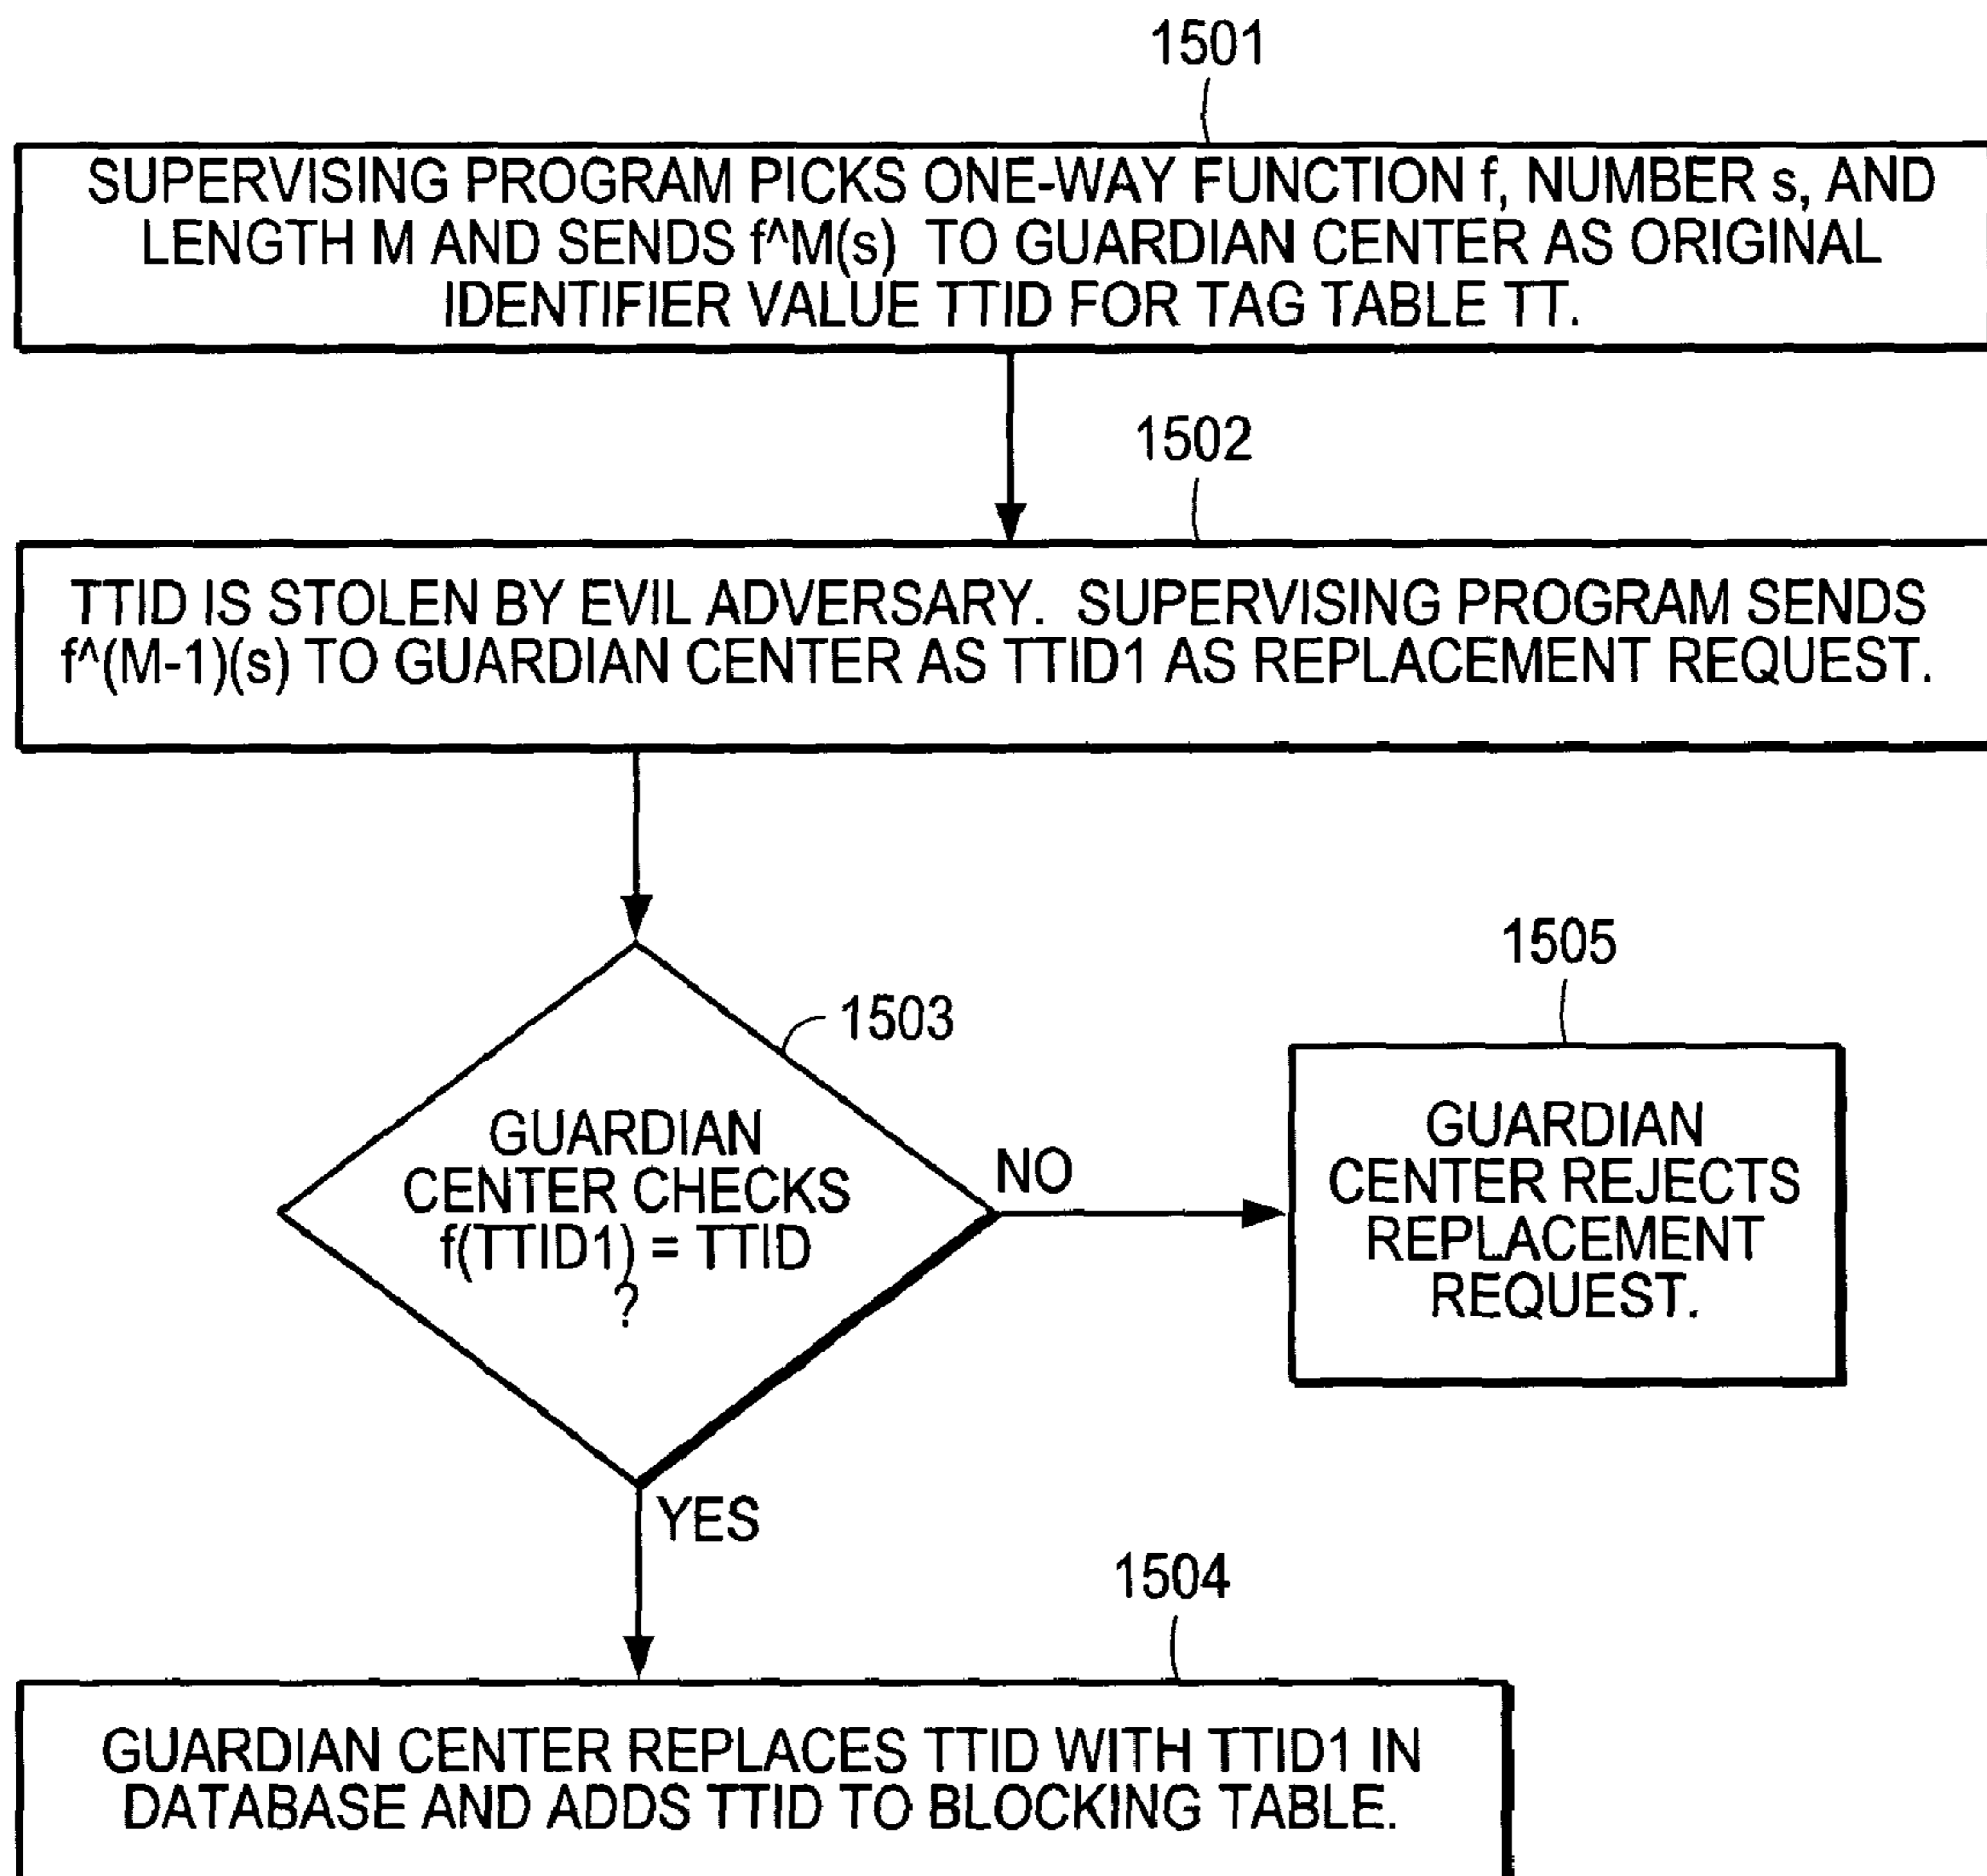 1501
SUPERVISING PROGRAM PICKS ONE-WAY FUNCTION f, NUMBER s, AND
LENGTH M AND SENDS f^M(s) TO GUARDIAN CENTER AS ORIGINAL
IDENTIFIER VALUE TTID FOR TAG TABLE TT.
1502
TTID IS STOLEN BY EVIL ADVERSARY. SUPERVISING PROGRAM SENDS
f^(M-1)(s) TO GUARDIAN CENTER AS TTID1 AS REPLACEMENT REQUEST.
1503
GUARDIAN
CENTER CHECKS
f(TTID1) = TTID
?
NO
1505
GUARDIAN
CENTER REJECTS
REPLACEMENT
REQUEST.
YES
1504
GUARDIAN CENTER REPLACES TTID WITH TTID1 IN
DATABASE AND ADDS TTID TO BLOCKING TABLE.